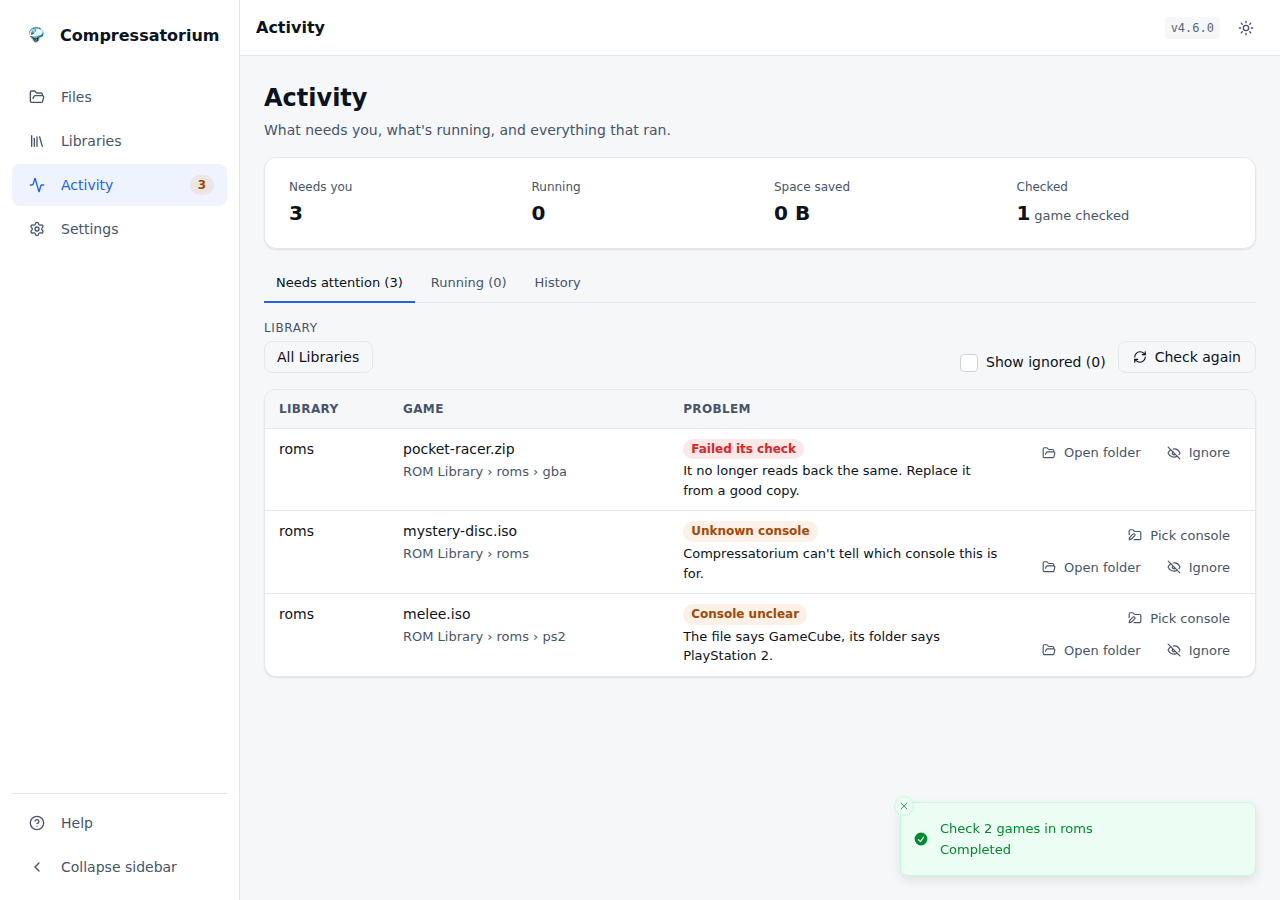 Compressatorium
Activity
v4.6.0
Files
Libraries
Activity 3
Settings
Activity
What needs you, what's running, and everything that ran.
Needs you
3
Running
0
Space saved
0 B
Checked
1 game checked
Needs attention (3)
Running (0)
History
LIBRARY
All Libraries
Show ignored (0)
Check again
LIBRARY GAME PROBLEM
roms
pocket-racer.zip
ROM Library › roms › gba
Failed its check
It no longer reads back the same. Replace it
from a good copy.
Open folder
Ignore
roms
mystery-disc.iso
ROM Library › roms
Unknown console
Compressatorium can't tell which console this is
for.
Pick console
Open folder
Ignore
roms
melee.iso
ROM Library › roms › ps2
Console unclear
The file says GameCube, its folder says
PlayStation 2.
Pick console
Open folder
Ignore
Help
Collapse sidebar
Check 2 games in roms
Completed